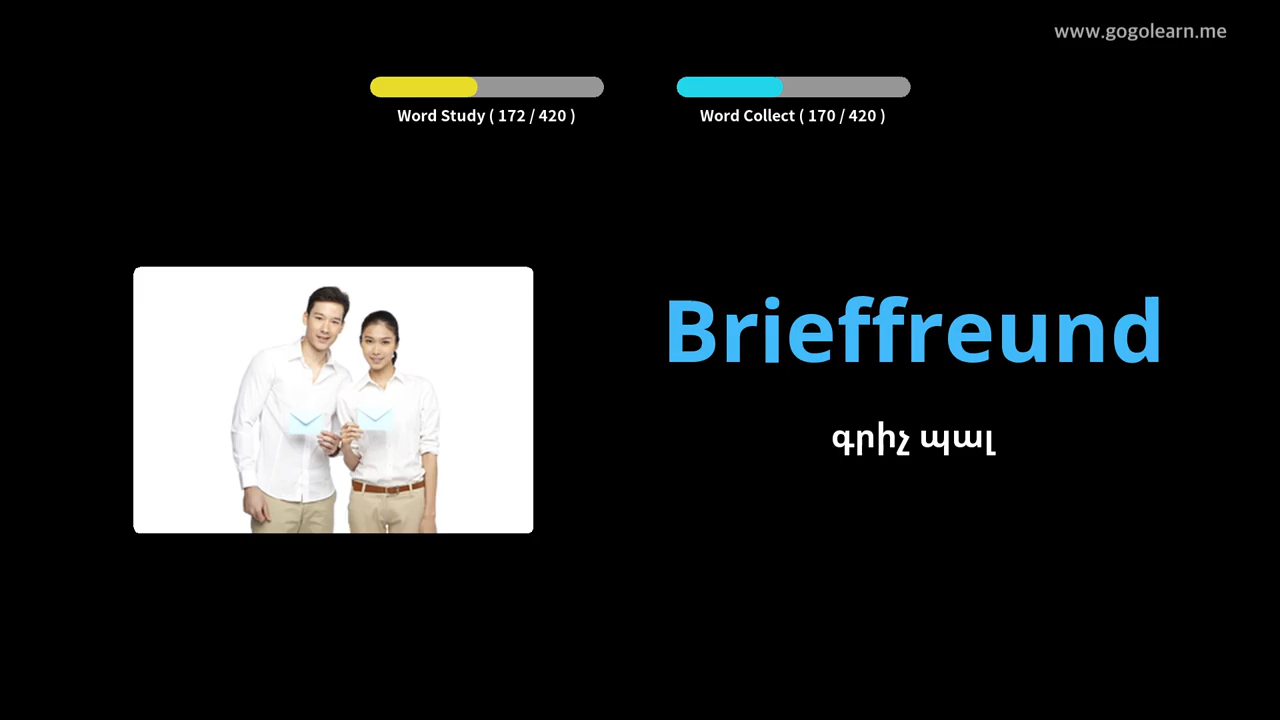 www.gogolearn.me
Word Study ( 172 / 420 )
Word Collect ( 170 / 420 )
Brieffreund
գրիչ պալ